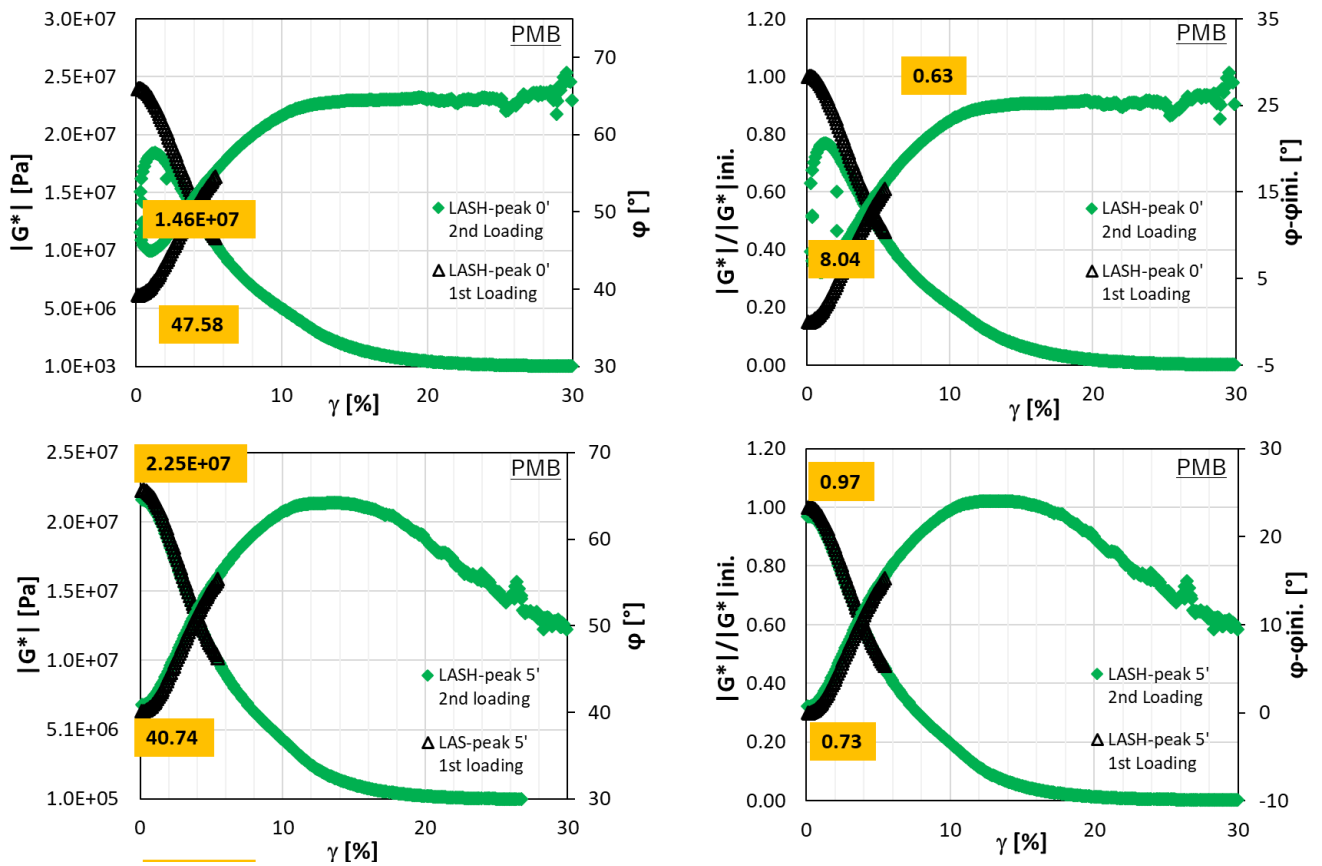 3.0E+07
2.5E+07
2.0E+07
1.5E+07
1.0E+07
5.0E+06
1.0E+03
|G*| [Pa]
PMB
1.46E+07
47.58
LASH-peak 0'
2nd Loading
LASH-peak 0'
1st Loading
70
60
50
40
30
φ [°]
0 10 20 30
γ [%]
1.20
1.00
0.80
0.60
0.40
0.20
0.00
|G*|/|G*|ini.
PMB
0.63
8.04
LASH-peak 0'
2nd Loading
LASH-peak 0'
1st Loading
35
25
15
5
-5
φ-φini. [°]
0 10 20 30
γ [%]
2.5E+07
2.0E+07
1.5E+07
1.0E+07
5.1E+06
1.0E+05
|G*| [Pa]
2.25E+07
PMB
40.74
LASH-peak 5'
2nd loading
LAS-peak 5'
1st loading
70
60
50
40
30
φ [°]
0 10 20 30
γ [%]
1.20
1.00
0.80
0.60
0.40
0.20
0.00
|G*|/|G*|ini.
0.97
PMB
0.73
LASH-peak 5'
2nd Loading
LASH-peak 5'
1st Loading
30
20
10
0
-10
φ-φini. [°]
0 10 20 30
γ [%]